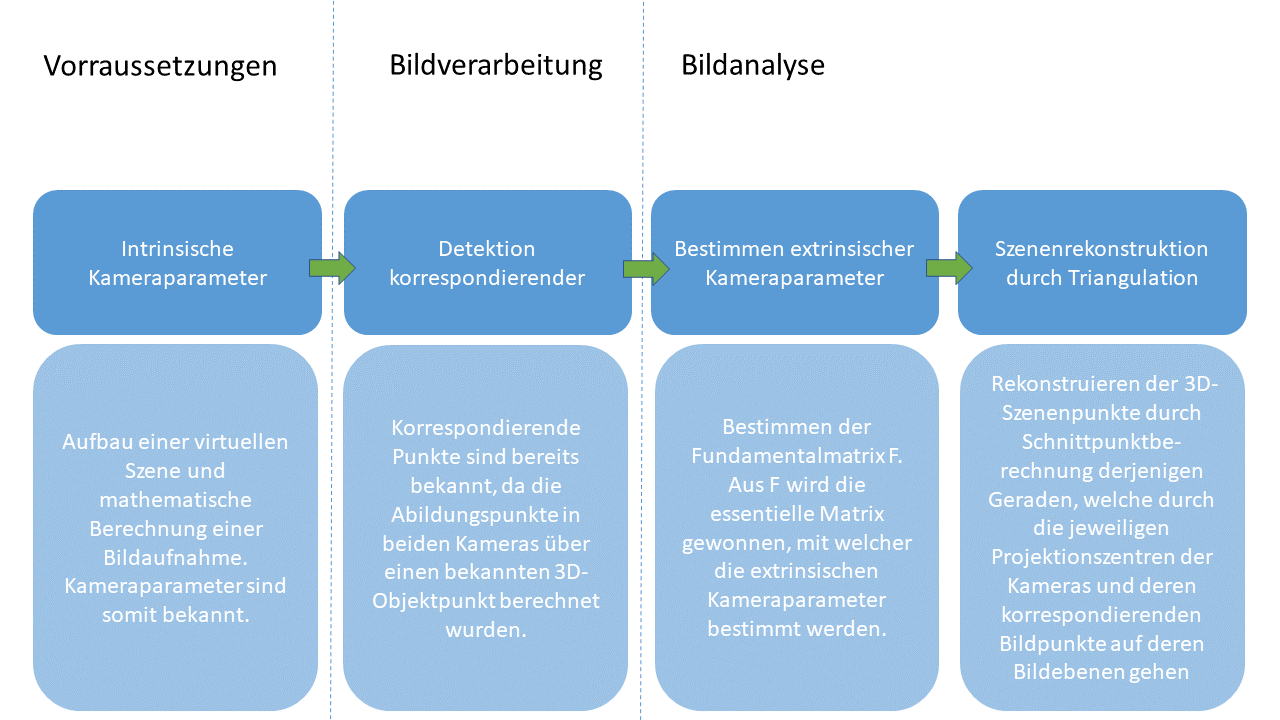 Vorraussetzungen
Bildverarbeitung
Bildanalyse
Intrinsische
Kameraparameter
Detektion
korrespondierender
Bestimmen extrinsischer
Kameraparameter
Szenenrekonstruktion
durch Triangulation
Aufbau einer virtuellen
Szene und
mathematische
Berechnung einer
Bildaufnahme.
Kameraparameter sind
somit bekannt.
Korrespondierende
Punkte sind bereits
bekannt, da die
Abildungspunkte in
beiden Kameras über
einen bekannten 3D-
Objektpunkt berechnet
wurden.
Bestimmen der
Fundamentalmatrix F.
Aus F wird die
essentielle Matrix
gewonnen, mit welcher
die extrinsischen
Kameraparameter
bestimmt werden.
Rekonstruieren der 3D-
Szenenpunkte durch
Schnittpunktbe-
rechnung derjenigen
Geraden, welche durch
die jeweiligen
Projektionszentren der
Kameras und deren
korrespondierenden
Bildpunkte auf deren
Bildebenen gehen